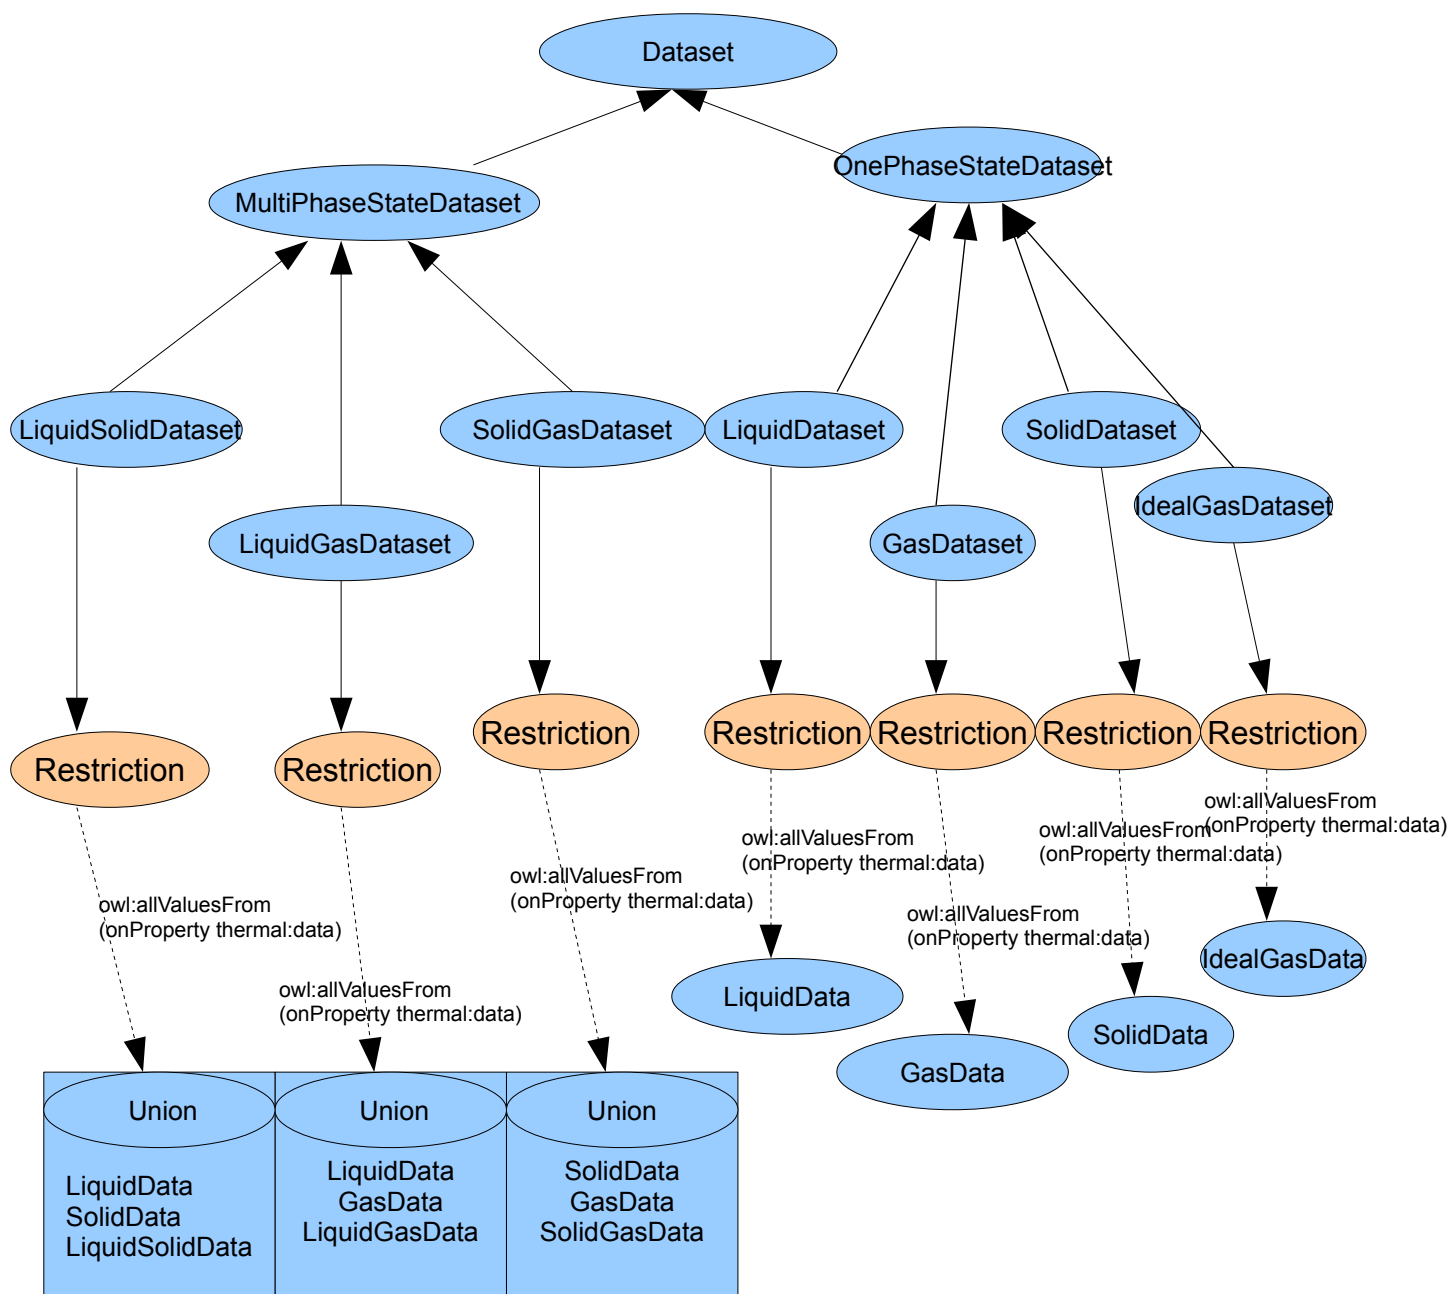 Dataset
OnePhaseStateDataset
MultiPhaseStateDataset
LiquidSolidDataset
SolidGasDataset
LiquidDataset
SolidDataset
IdealGasDataset
LiquidGasDataset
GasDataset
Restriction
Restriction
Restriction
Restriction
Restriction
Restriction
Restriction
owl:allValuesFrom
(onProperty thermal:data)
owl:allValuesFrom
(onProperty thermal:data)
owl:allValuesFrom
(onProperty thermal:data)
owl:allValuesFrom
(onProperty thermal:data)
owl:allValuesFrom
(onProperty thermal:data)
owl:allValuesFrom
(onProperty thermal:data)
owl:allValuesFrom
(onProperty thermal:data)
IdealGasData
LiquidData
SolidData
GasData
Union
LiquidData
SolidData
LiquidSolidData
Union
LiquidData
GasData
LiquidGasData
Union
SolidData
GasData
SolidGasData